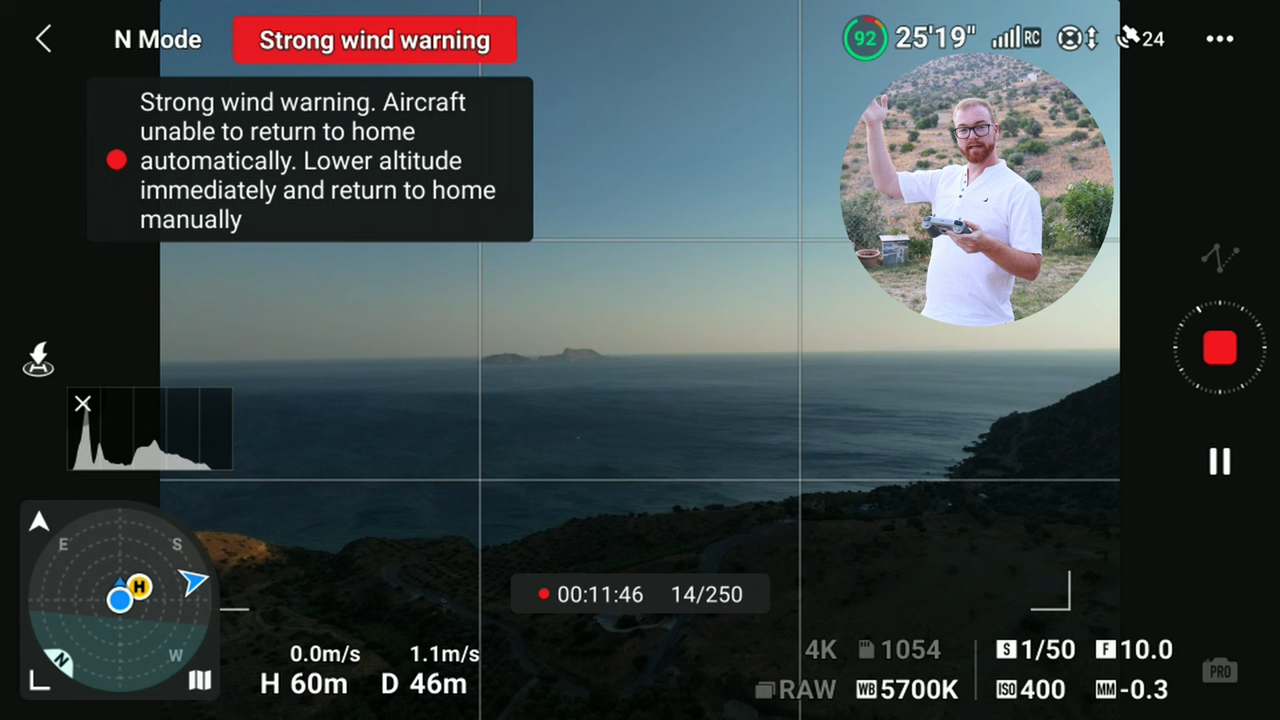 N Mode
Strong wind warning
92
25'19"
RC
24
Strong wind warning. Aircraft
unable to return to home
automatically. Lower altitude
immediately and return to home
manually
E
S
H
N
W
00:11:46 14/250
0.0m/s 1.1m/s
H 60m D 46m
4K 1054
S 1/50 F 10.0
RAW WB 5700K
ISO 400 MM -0.3
PRO